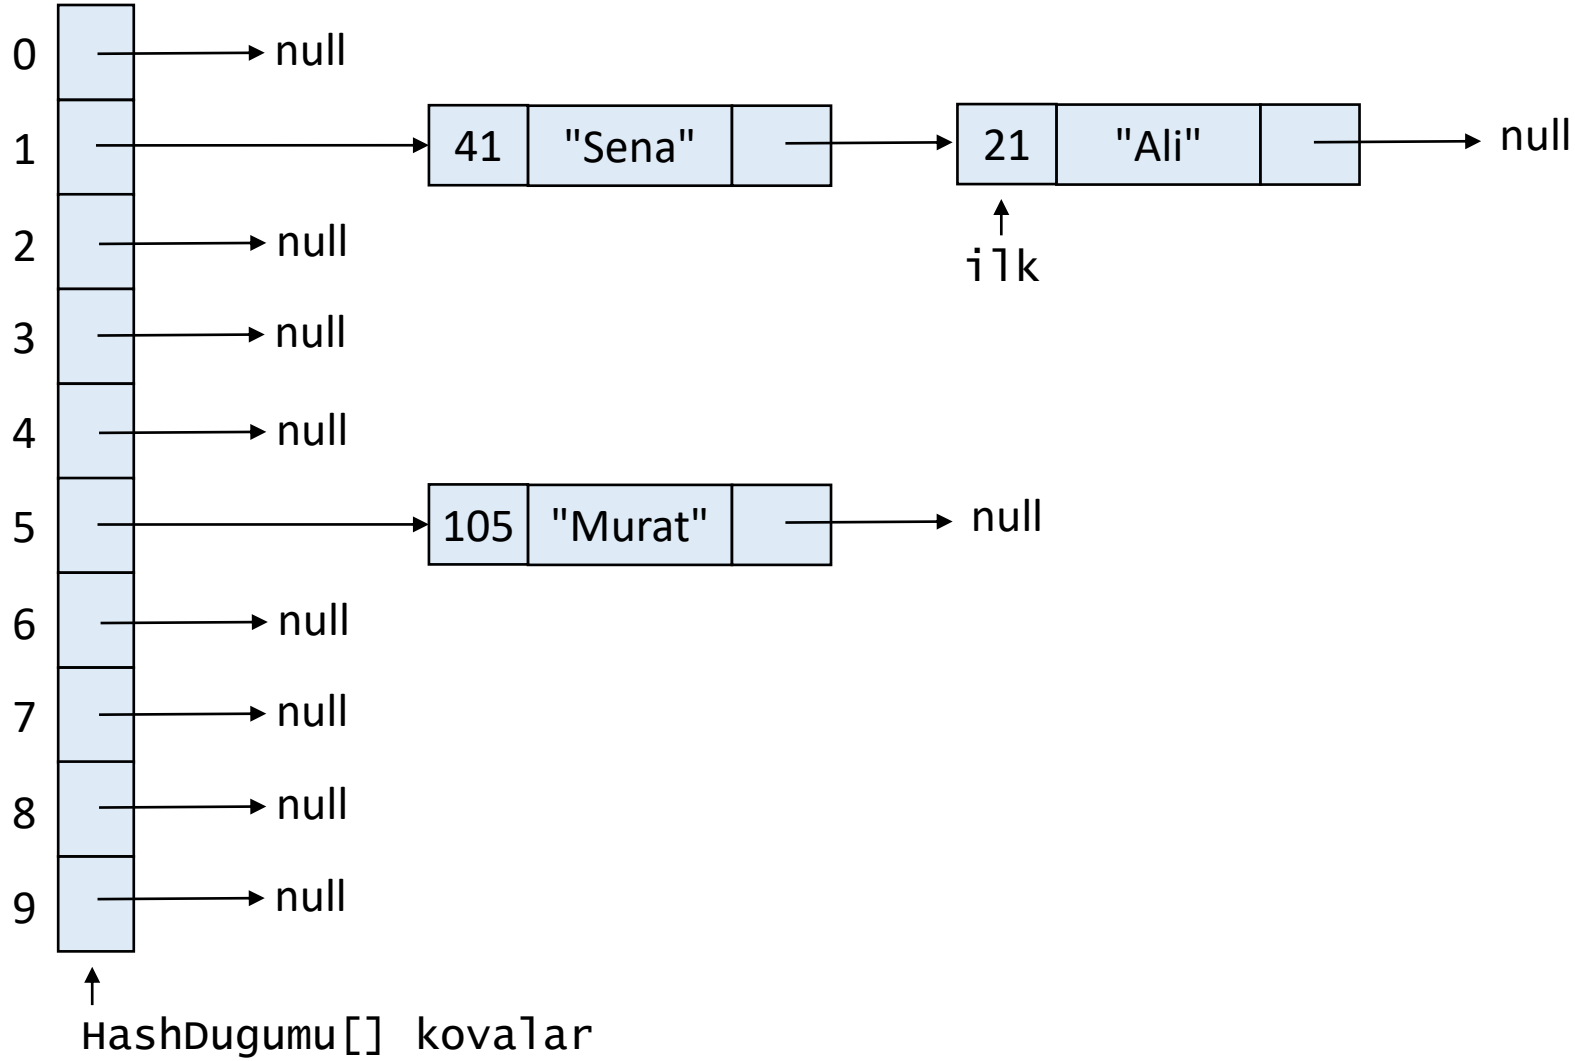 0 null
1 41 "Sena" 21 "Ali" null
ilk
2 null
3 null
4 null
5 105 "Murat" null
6 null
7 null
8 null
9 null
HashDugumu[] kovalar